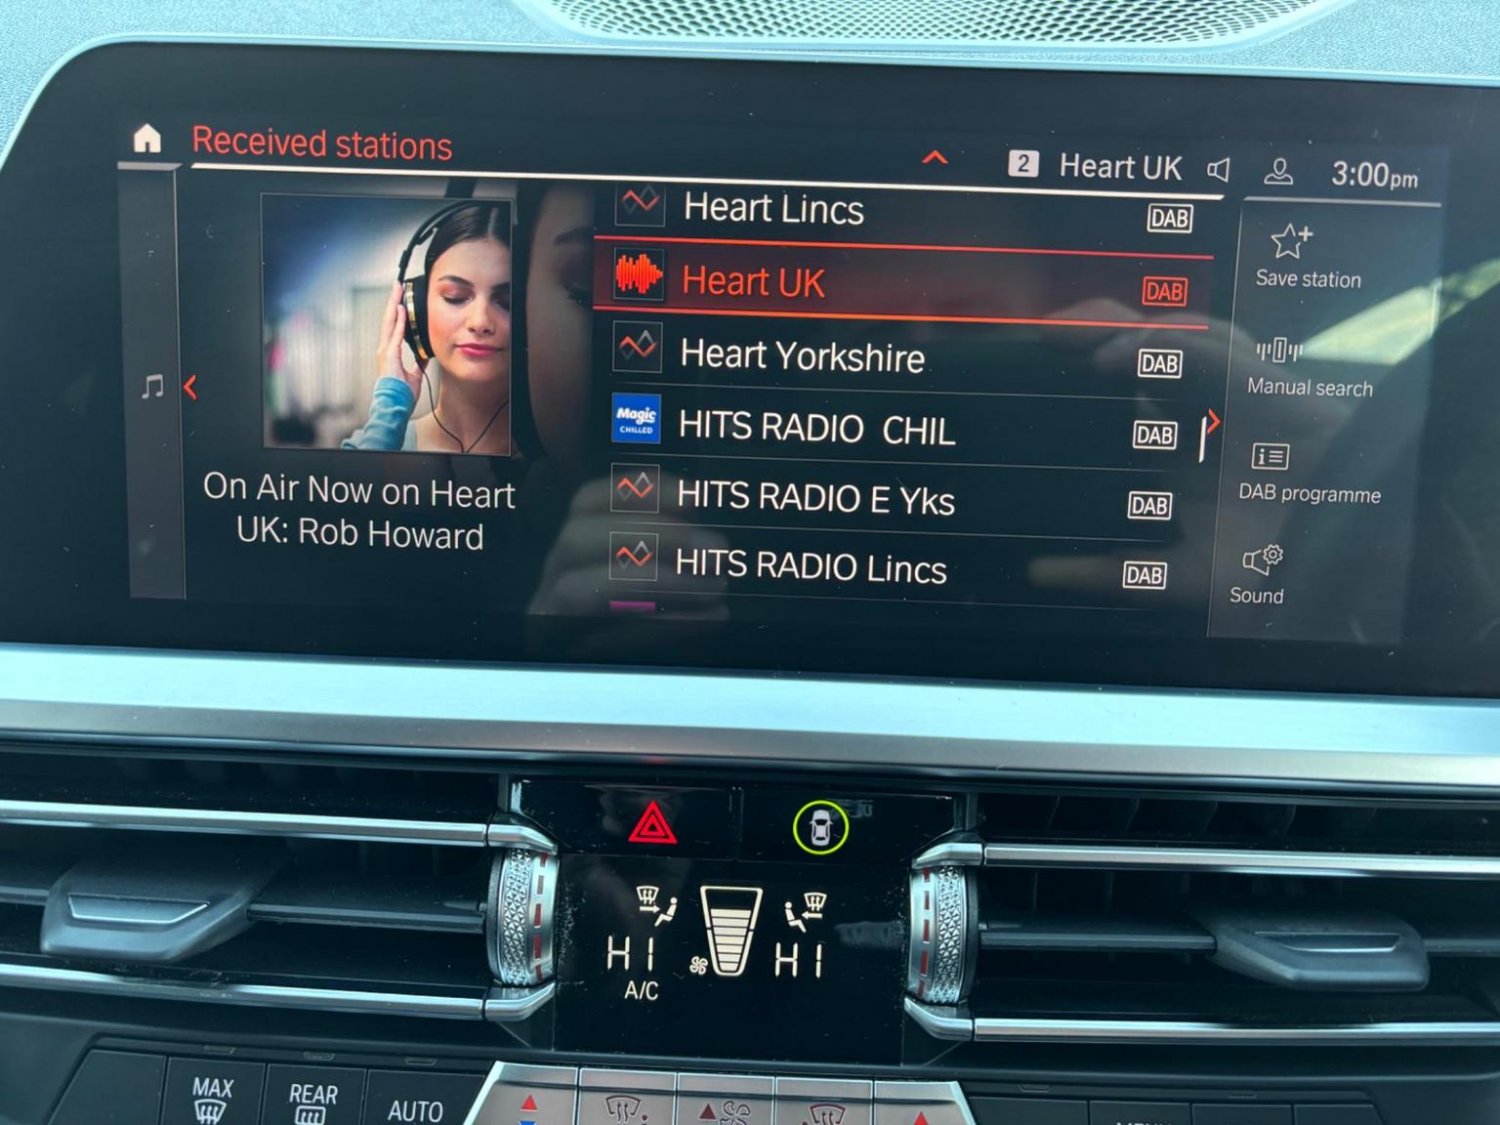 Received stations
2 Heart UK 3:00pm
Heart Lincs DAB
Heart UK DAB
Heart Yorkshire DAB
Magic
CHILLED
HITS RADIO CHIL DAB
HITS RADIO E Yks DAB
HITS RADIO Lincs DAB
On Air Now on Heart
UK: Rob Howard
Save station
Manual search
DAB programme
Sound
HI HI
A/C
MAX
REAR
AUTO